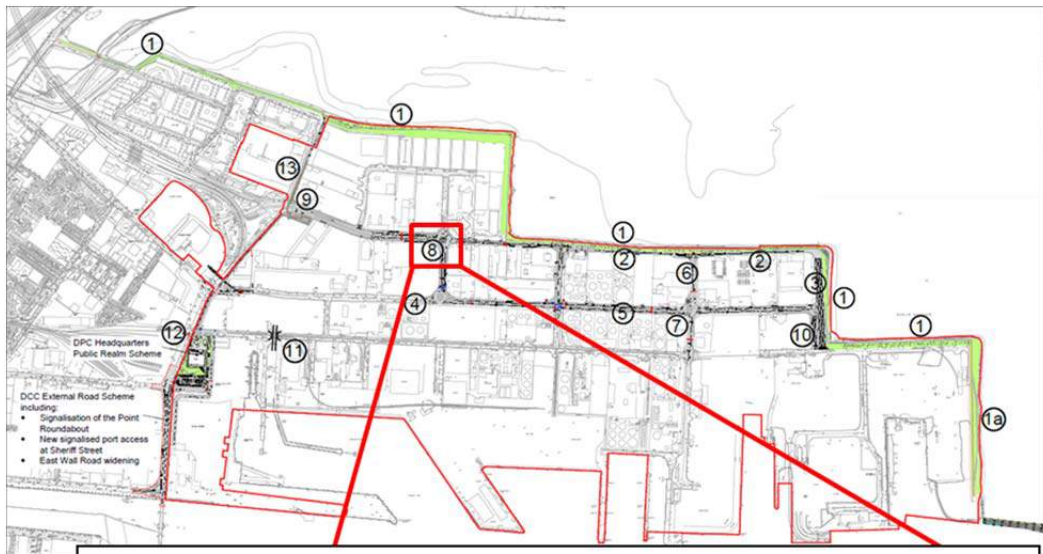 1
1
13
9
1
8
2
6
2
3
1
4
5
7
10
1
12
11
1a
DPC Headquarters
Public Realm Scheme
DCC External Road Scheme
including:
• Signalisation of the Point
Roundabout
• New signalised port access
at Sheriff Street
• East Wall Road widening